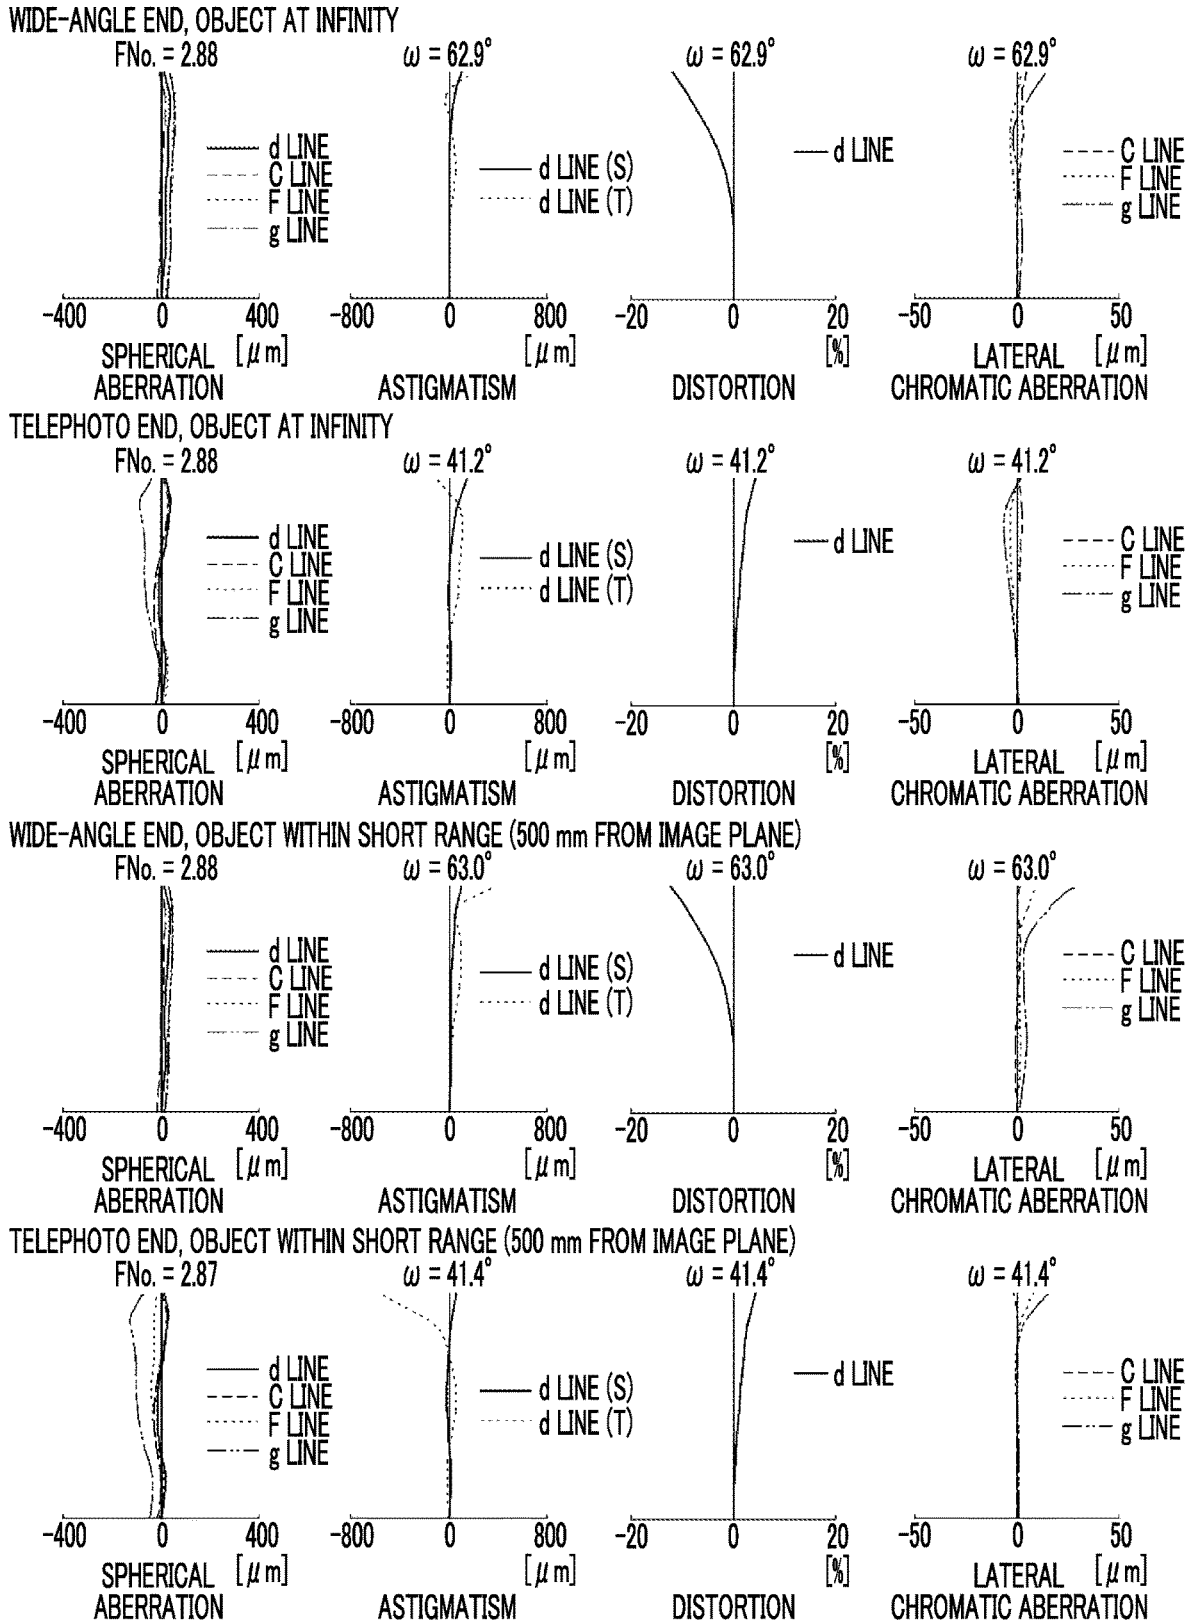 WIDE-ANGLE END, OBJECT AT INFINITY
FNo. = 2.88
ω = 62.9°
ω = 62.9°
ω = 62.9°
d LINE
C LINE
F LINE
g LINE
d LINE (S)
d LINE (T)
d LINE
C LINE
F LINE
g LINE
-400 0 400
-800 0 800
-20 0 20
-50 0 50
SPHERICAL ABERRATION [μm]
ASTIGMATISM [μm]
DISTORTION [%]
LATERAL CHROMATIC ABERRATION [μm]
TELEPHOTO END, OBJECT AT INFINITY
FNo. = 2.88
ω = 41.2°
ω = 41.2°
ω = 41.2°
d LINE
C LINE
F LINE
g LINE
d LINE (S)
d LINE (T)
d LINE
C LINE
F LINE
g LINE
-400 0 400
-800 0 800
-20 0 20
-50 0 50
SPHERICAL ABERRATION [μm]
ASTIGMATISM [μm]
DISTORTION [%]
LATERAL CHROMATIC ABERRATION [μm]
WIDE-ANGLE END, OBJECT WITHIN SHORT RANGE (500 mm FROM IMAGE PLANE)
FNo. = 2.88
ω = 63.0°
ω = 63.0°
ω = 63.0°
d LINE
C LINE
F LINE
g LINE
d LINE (S)
d LINE (T)
d LINE
C LINE
F LINE
g LINE
-400 0 400
-800 0 800
-20 0 20
-50 0 50
SPHERICAL ABERRATION [μm]
ASTIGMATISM [μm]
DISTORTION [%]
LATERAL CHROMATIC ABERRATION [μm]
TELEPHOTO END, OBJECT WITHIN SHORT RANGE (500 mm FROM IMAGE PLANE)
FNo. = 2.87
ω = 41.4°
ω = 41.4°
ω = 41.4°
d LINE
C LINE
F LINE
g LINE
d LINE (S)
d LINE (T)
d LINE
C LINE
F LINE
g LINE
-400 0 400
-800 0 800
-20 0 20
-50 0 50
SPHERICAL ABERRATION [μm]
ASTIGMATISM [μm]
DISTORTION [%]
LATERAL CHROMATIC ABERRATION [μm]